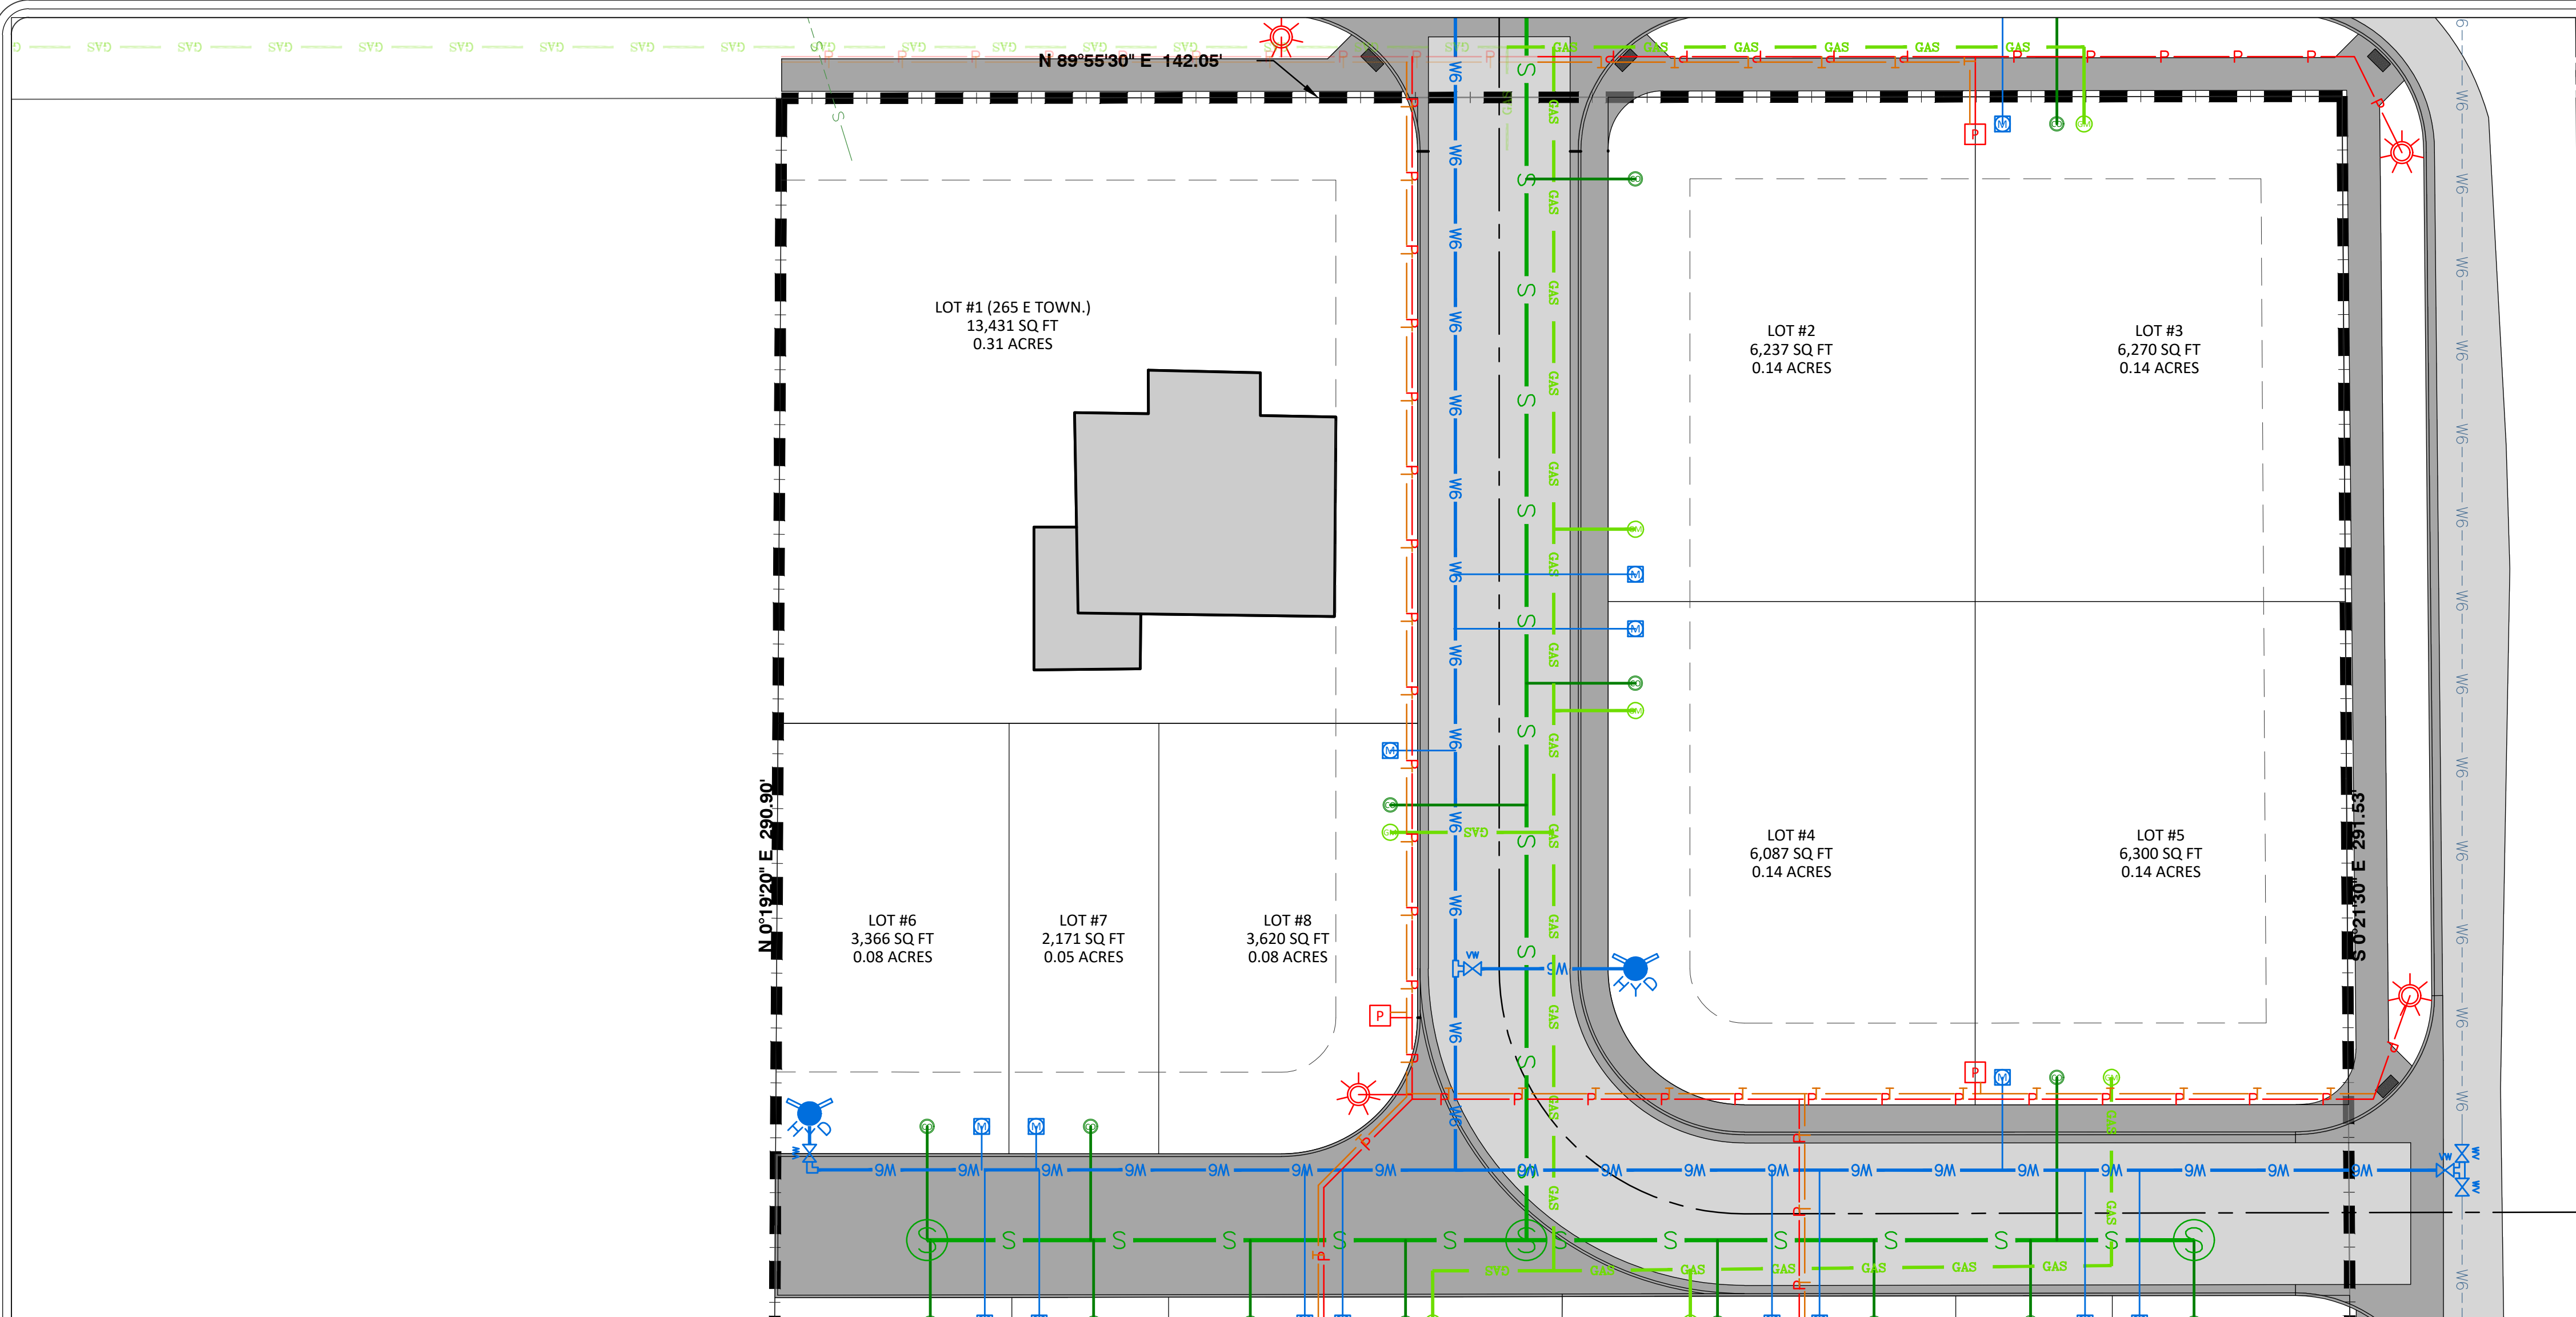 N 89°55'30" E 142.05'
LOT #1 (265 E TOWN.)
13,431 SQ FT
0.31 ACRES
LOT #2
6,237 SQ FT
0.14 ACRES
LOT #3
6,270 SQ FT
0.14 ACRES
N 0°19'20" E 290.90'
S 0°21'30" E 291.53'
LOT #4
6,087 SQ FT
0.14 ACRES
LOT #5
6,300 SQ FT
0.14 ACRES
LOT #6
3,366 SQ FT
0.08 ACRES
LOT #7
2,171 SQ FT
0.05 ACRES
LOT #8
3,620 SQ FT
0.08 ACRES
GAS
W6
S
P
T
M
GM
CO
HYD
WV